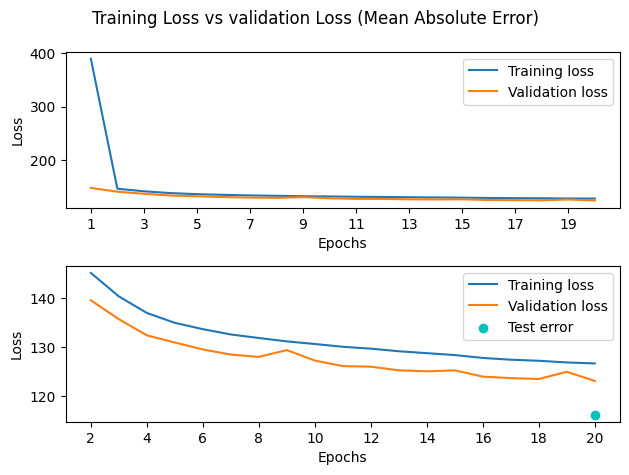 Training Loss vs validation Loss (Mean Absolute Error)
400
300
200
Loss
Training loss
Validation loss
1 3 5 7 9 11 13 15 17 19
Epochs
140
130
120
Loss
Training loss
Validation loss
Test error
2 4 6 8 10 12 14 16 18 20
Epochs